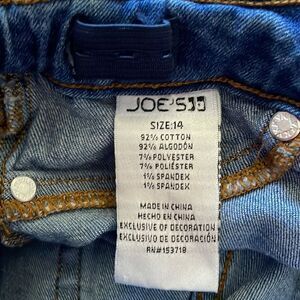 JOE'S
SIZE:14
92% COTTON
92% ALGODÓN
7% POLYESTER
7% POLIÉSTER
1% SPANDEX
1% SPANDEX
MADE IN CHINA
HECHO EN CHINA
EXCLUSIVE OF DECORATION
EXCLUSIVO DE DECORACIÓN
RN#153718